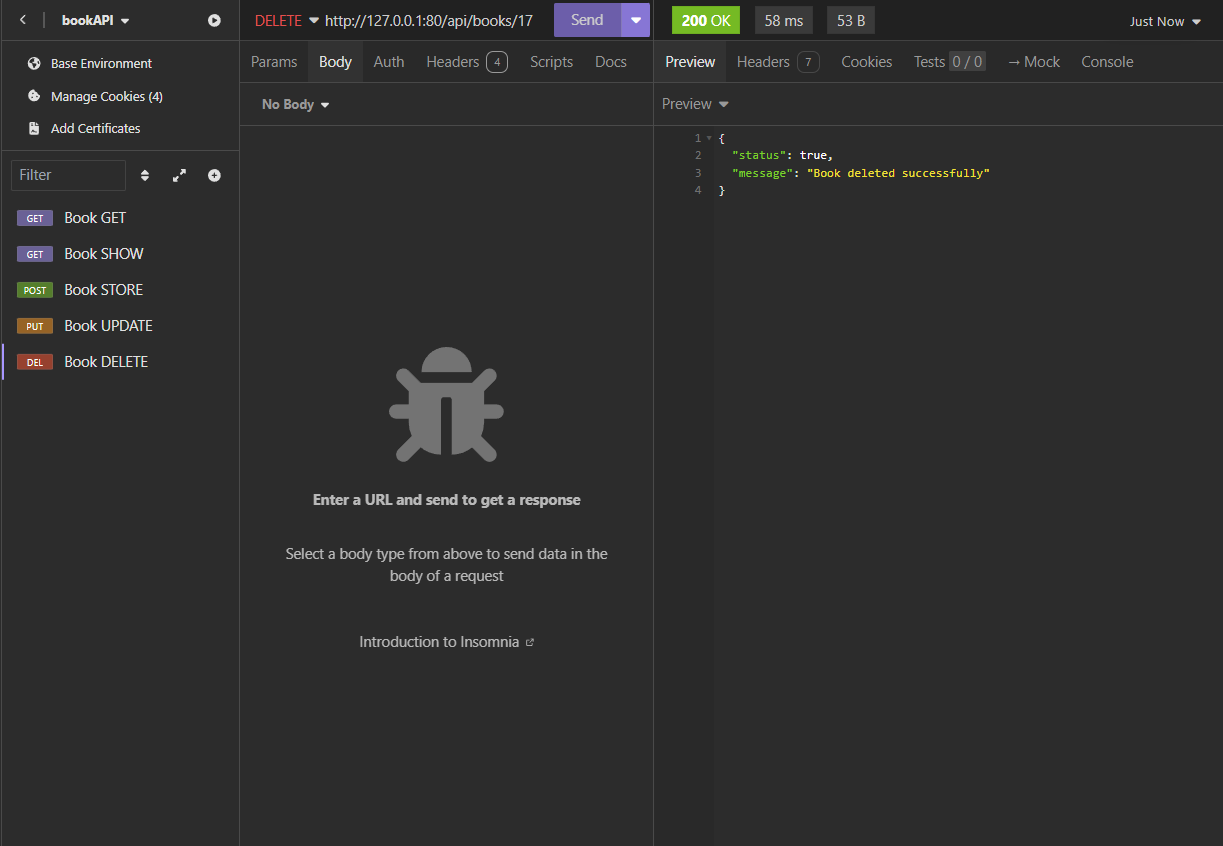 bookAPI
Base Environment
Manage Cookies (4)
Add Certificates
Filter
GET Book GET
GET Book SHOW
POST Book STORE
PUT Book UPDATE
DEL Book DELETE
DELETE http://127.0.0.1:80/api/books/17 Send
Params Body Auth Headers 4 Scripts Docs
No Body
Enter a URL and send to get a response
Select a body type from above to send data in the
body of a request
Introduction to Insomnia
200 OK 58 ms 53 B Just Now
Preview Headers 7 Cookies Tests 0 / 0 → Mock Console
Preview
1 {
2 "status": true,
3 "message": "Book deleted successfully"
4 }